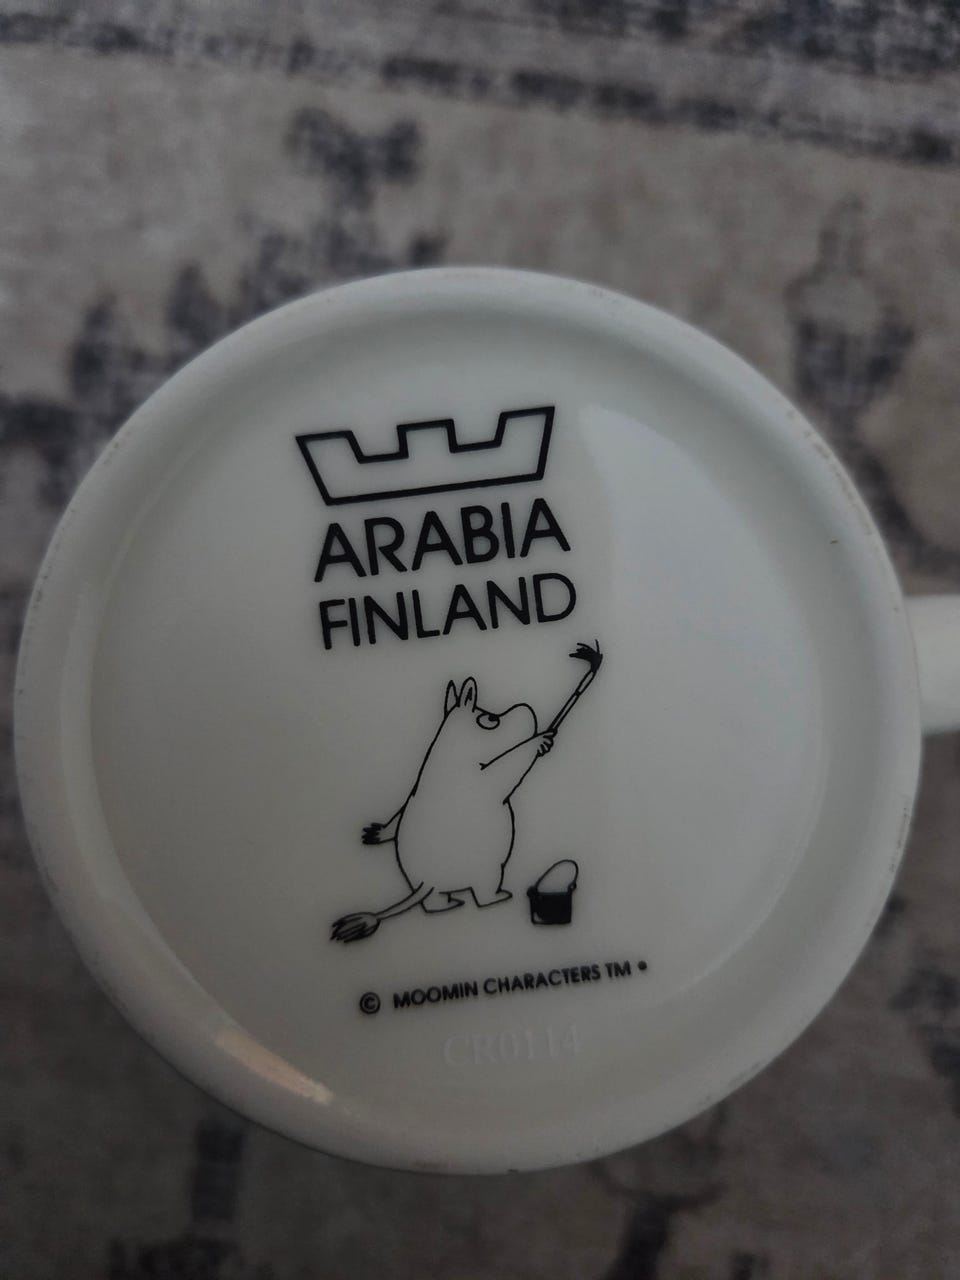 ARABIA
FINLAND
© MOOMIN CHARACTERS TM •
CR0114